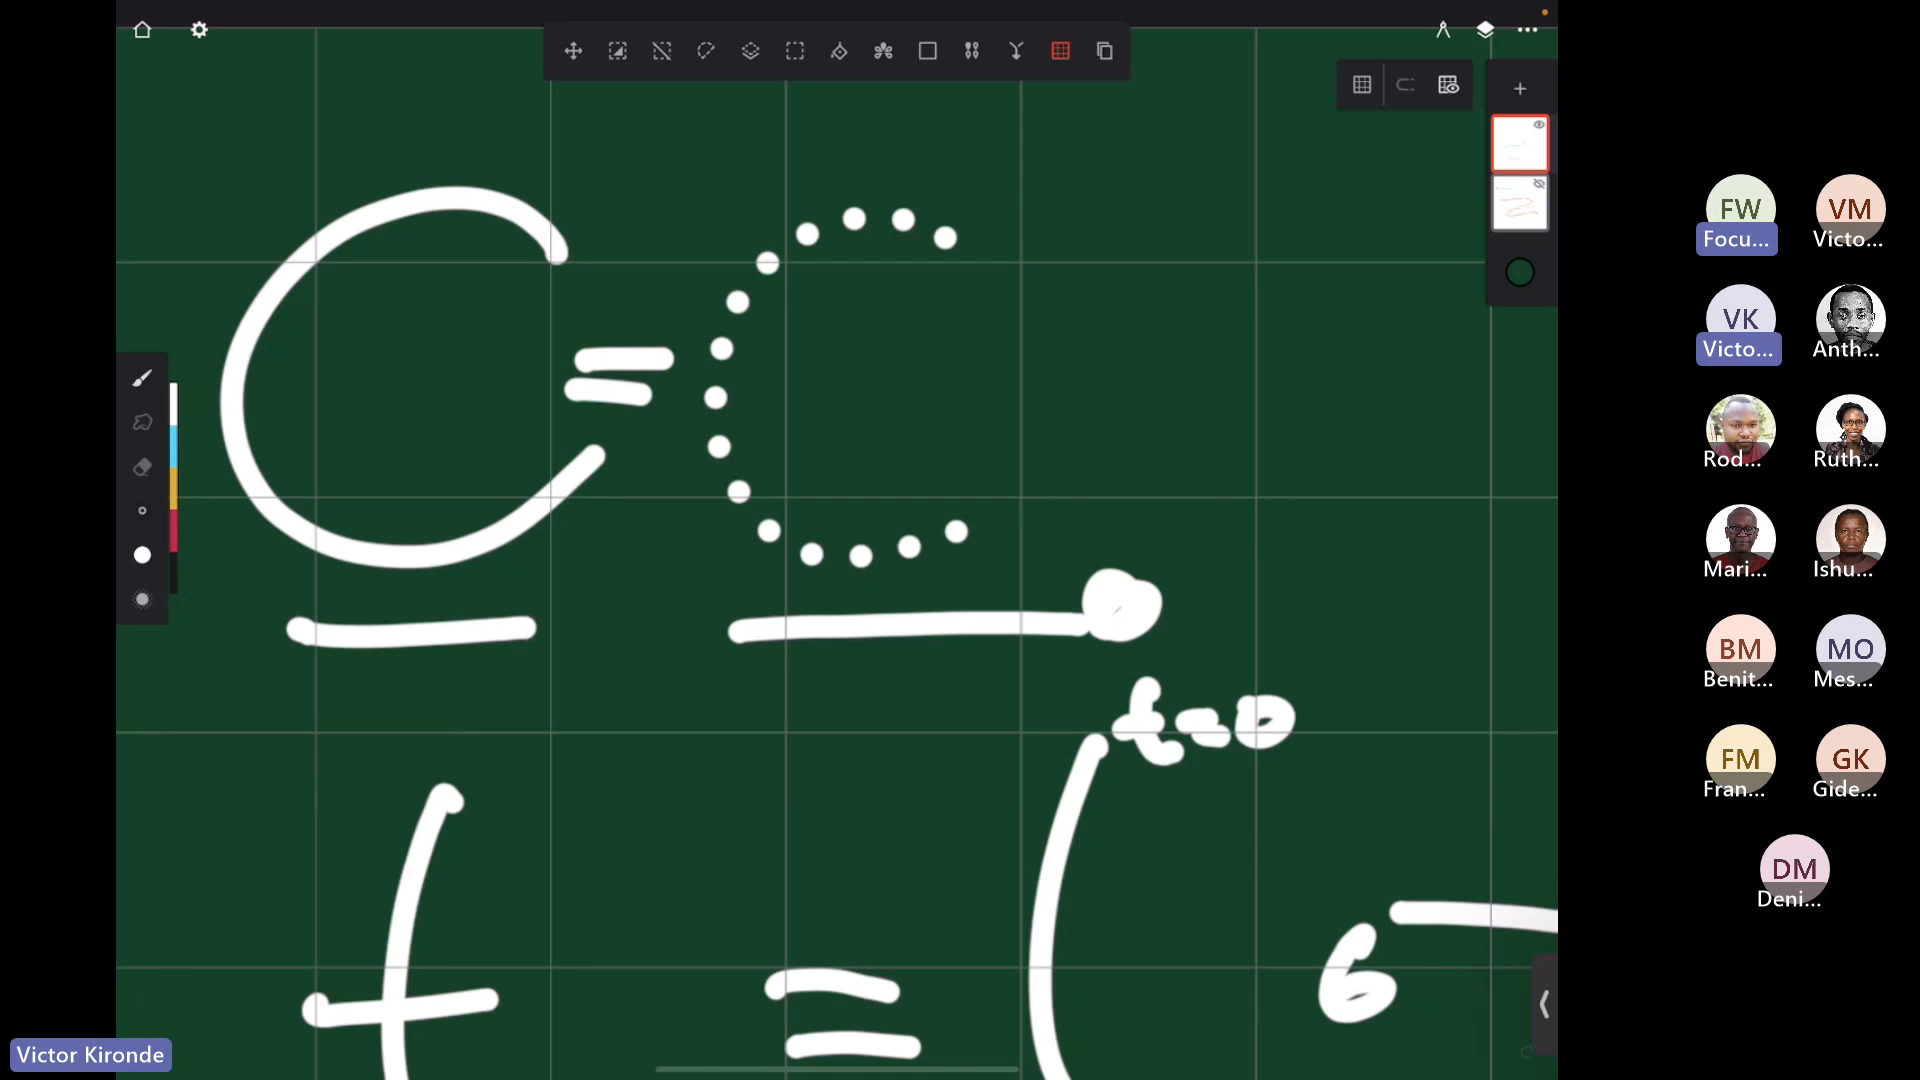 C = C
t=0
t = ( 6
FW VM
Focu... Victo...
VK
Victo... Anth...
Rod... Ruth...
Mari... Ishu...
BM MO
Benit... Mes...
FM GK
Fran... Gide...
DM
Deni...
Victor Kironde